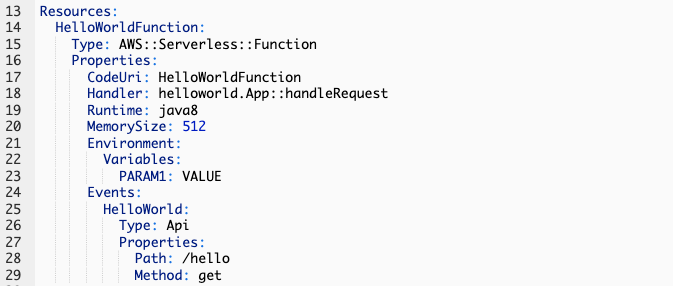 13 Resources:
14   HelloWorldFunction:
15     Type: AWS::Serverless::Function
16     Properties:
17       CodeUri: HelloWorldFunction
18       Handler: helloworld.App::handleRequest
19       Runtime: java8
20       MemorySize: 512
21       Environment:
22         Variables:
23           PARAM1: VALUE
24       Events:
25         HelloWorld:
26           Type: Api
27           Properties:
28             Path: /hello
29             Method: get